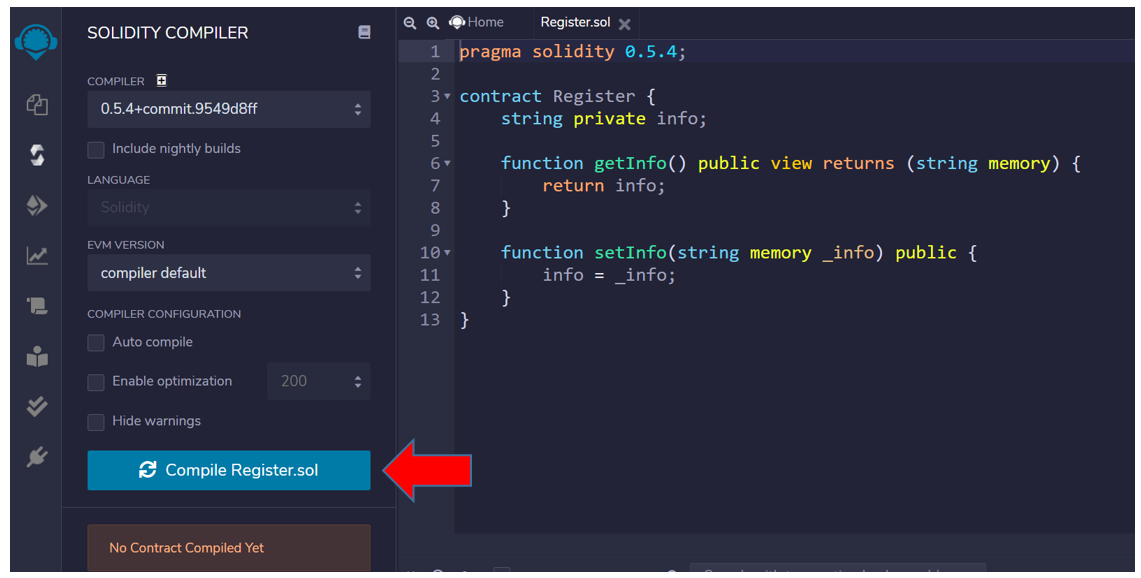 SOLIDITY COMPILER
COMPILER
0.5.4+commit.9549d8ff
Include nightly builds
LANGUAGE
Solidity
EVM VERSION
compiler default
COMPILER CONFIGURATION
Auto compile
Enable optimization 200
Hide warnings
Compile Register.sol
No Contract Compiled Yet
Home Register.sol
1 pragma solidity 0.5.4;
2
3 contract Register {
4 string private info;
5
6 function getInfo() public view returns (string memory) {
7 return info;
8 }
9
10 function setInfo(string memory _info) public {
11 info = _info;
12 }
13 }